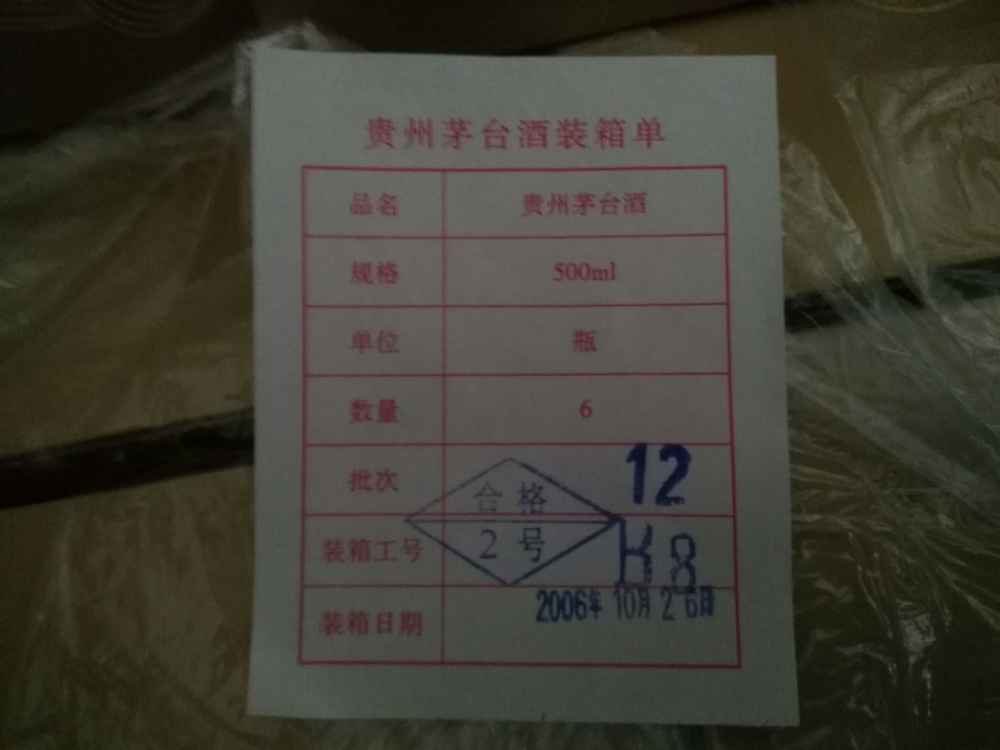 贵州茅台酒装箱单
品名 贵州茅台酒
规格 500ml
单位 瓶
数量 6
批次 12
合格
装箱工号 2号 K8
装箱日期 2006年10月26日